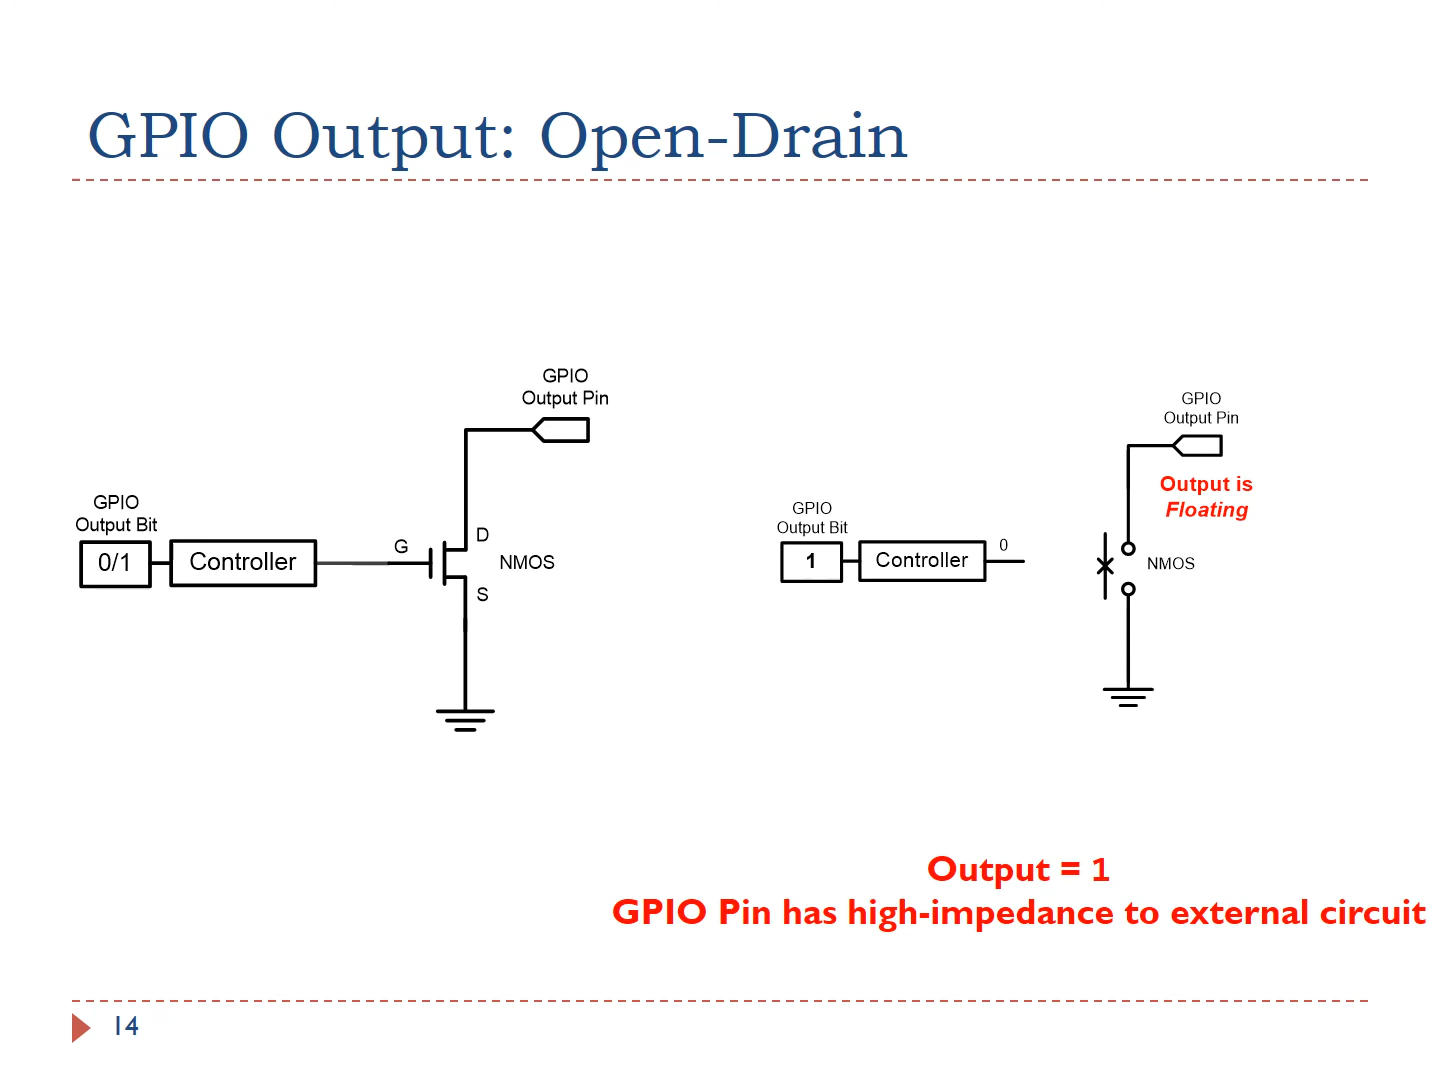 GPIO Output: Open-Drain
GPIO
Output Pin
GPIO
Output Bit
0/1
Controller
G
D
NMOS
S
GPIO
Output Pin
Output is
Floating
GPIO
Output Bit
1
Controller
0
NMOS
Output = 1
GPIO Pin has high-impedance to external circuit
14